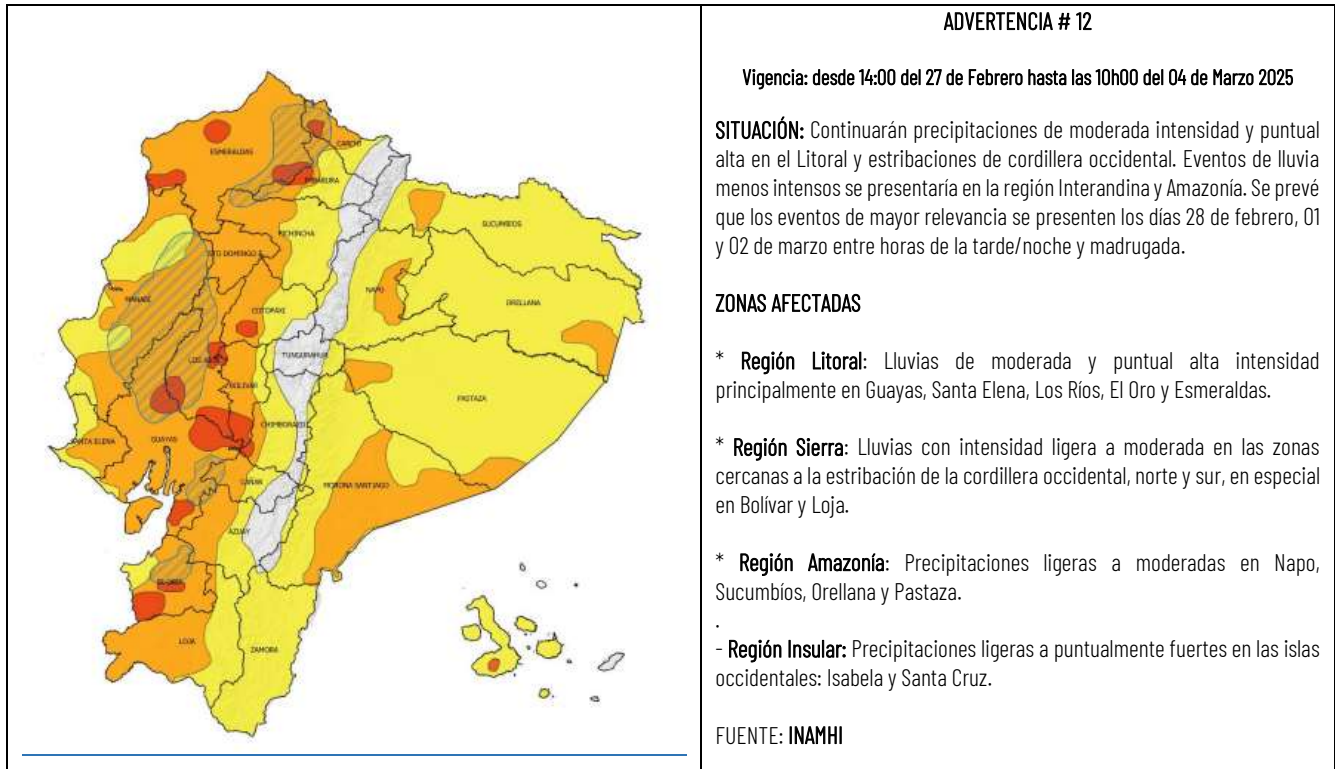 ESMERALDAS
CARCHI
IMBABURA
SUCUMBIOS
PICHINCHA
STO DOMINGO
NAPO
ORELLANA
MANABI
COTOPAXI
TUNGURAHUA
LOS
BOLIVAR
PASTAZA
CHIMBORAZO
SANTA ELENA
GUAYAS
CAÑAR
MORONA SANTIAGO
AZUAY
EL ORO
LOJA
ZAMORA
ADVERTENCIA # 12
Vigencia: desde 14:00 del 27 de Febrero hasta las 10h00 del 04 de Marzo 2025
SITUACIÓN: Continuarán precipitaciones de moderada intensidad y puntual
alta en el Litoral y estribaciones de cordillera occidental. Eventos de lluvia
menos intensos se presentaría en la región Interandina y Amazonía. Se prevé
que los eventos de mayor relevancia se presenten los días 28 de febrero, 01
y 02 de marzo entre horas de la tarde/noche y madrugada.
ZONAS AFECTADAS
* Región Litoral: Lluvias de moderada y puntual alta intensidad
principalmente en Guayas, Santa Elena, Los Ríos, El Oro y Esmeraldas.
* Región Sierra: Lluvias con intensidad ligera a moderada en las zonas
cercanas a la estribación de la cordillera occidental, norte y sur, en especial
en Bolívar y Loja.
* Región Amazonía: Precipitaciones ligeras a moderadas en Napo,
Sucumbíos, Orellana y Pastaza.
.
- Región Insular: Precipitaciones ligeras a puntualmente fuertes en las islas
occidentales: Isabela y Santa Cruz.
FUENTE: INAMHI